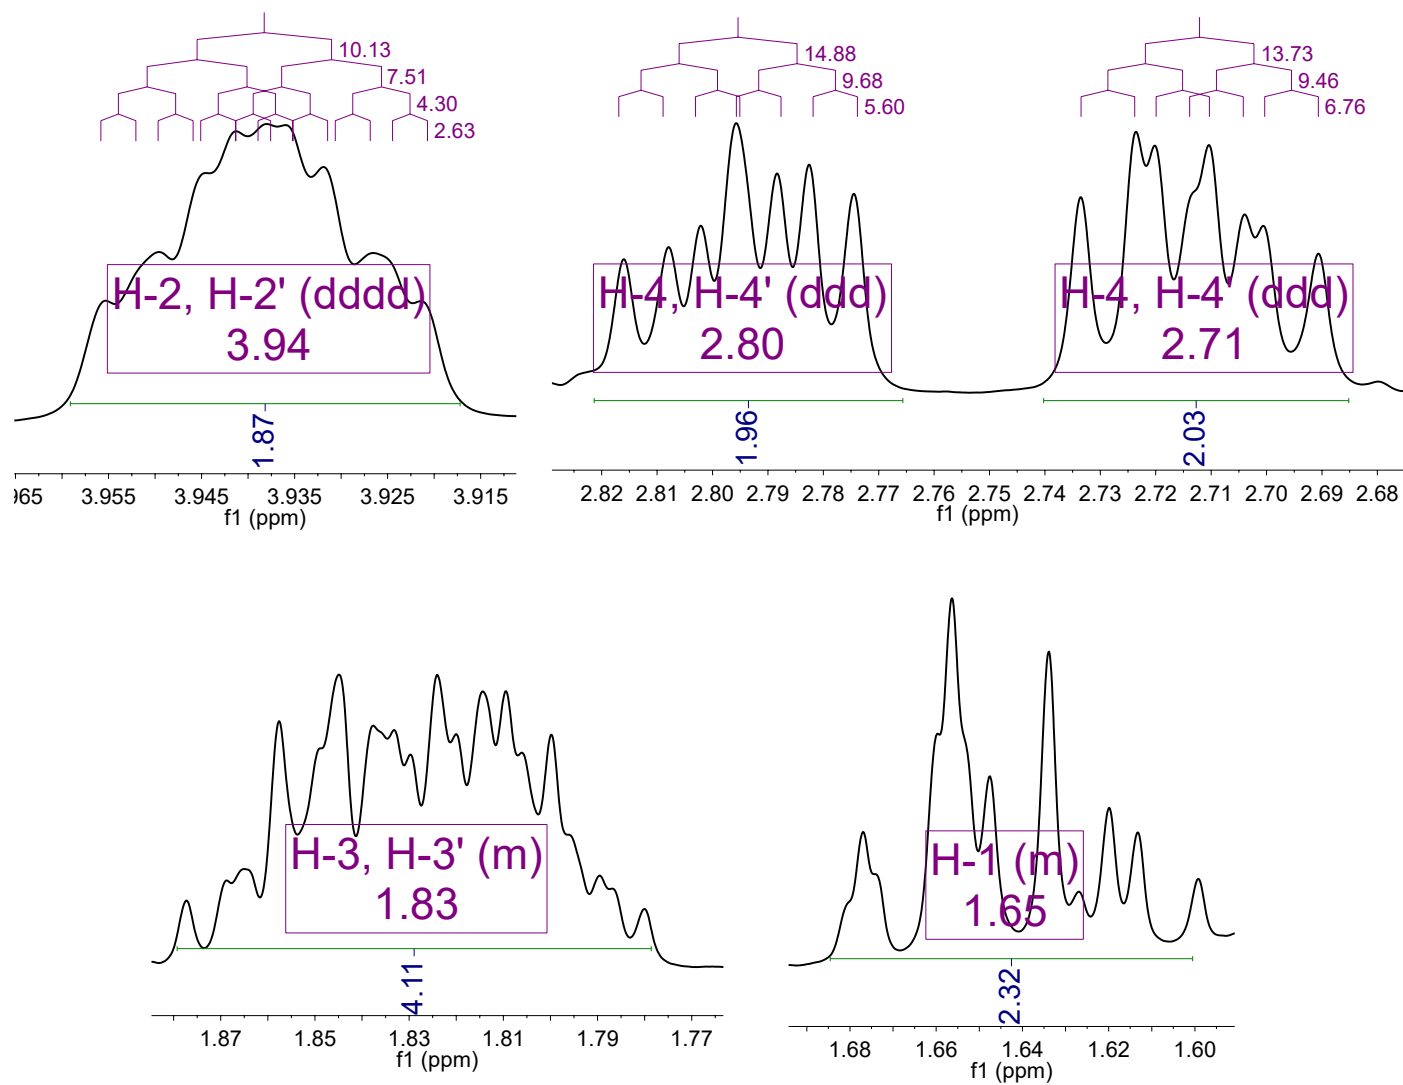 10.13
7.51
4.30
2.63
H-2, H-2' (dddd)
3.94
1.87
965 3.955 3.945 3.935 3.925 3.915
f1 (ppm)
14.88
9.68
5.60
H-4, H-4' (ddd)
2.80
1.96
13.73
9.46
6.76
H-4, H-4' (ddd)
2.71
2.03
2.82 2.81 2.80 2.79 2.78 2.77 2.76 2.75 2.74 2.73 2.72 2.71 2.70 2.69 2.68
f1 (ppm)
H-3, H-3' (m)
1.83
4.11
1.87 1.85 1.83 1.81 1.79 1.77
f1 (ppm)
H-1 (m)
1.65
2.32
1.68 1.66 1.64 1.62 1.60
f1 (ppm)